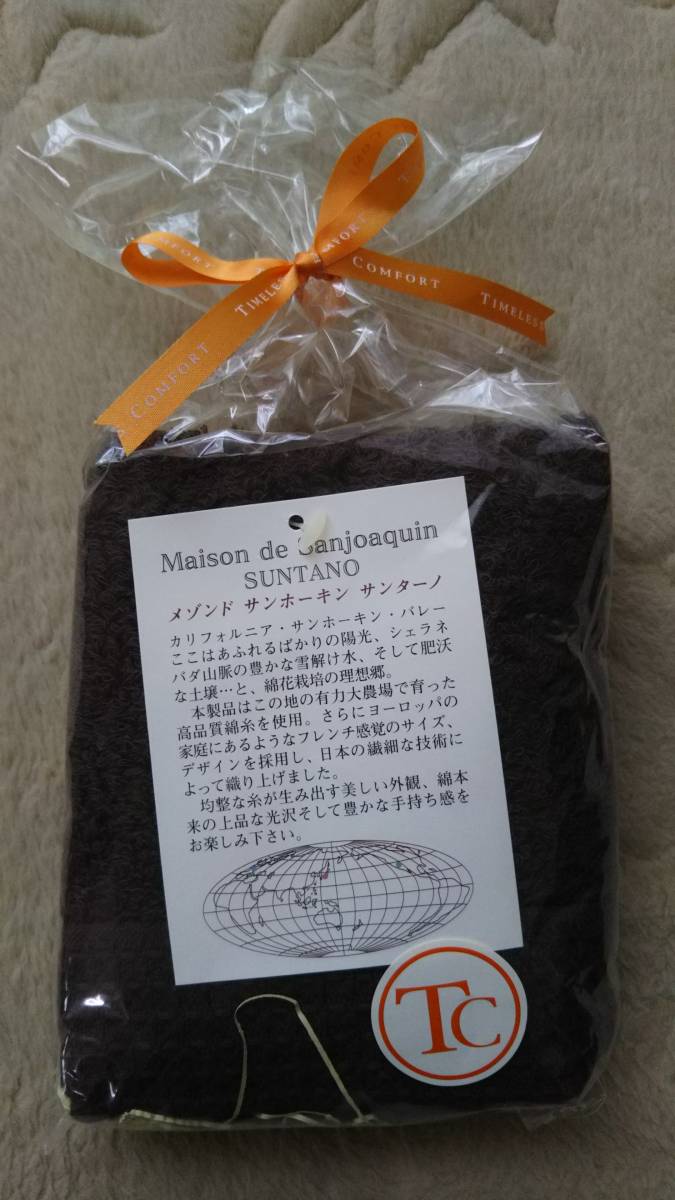 COMFORT
TIMELESS
COMFORT
TIMELESS
COMFORT
Maison de Sanjoaquin
SUNTANO
メゾンド サンホーキン サンターノ
カリフォルニア・サンホーキン・バレー
ここはあふれるばかりの陽光、シェラネ
バダ山脈の豊かな雪解け水、そして肥沃
な土壌…と、綿花栽培の理想郷。
本製品はこの地の有力大農場で育った
高品質綿糸を使用。さらにヨーロッパの
家庭にあるようなフレンチ感覚のサイズ、
デザインを採用し、日本の繊細な技術に
よって織り上げました。
均整な糸が生み出す美しい外観、綿本
来の上品な光沢そして豊かな手持ち感を
お楽しみ下さい。
TC